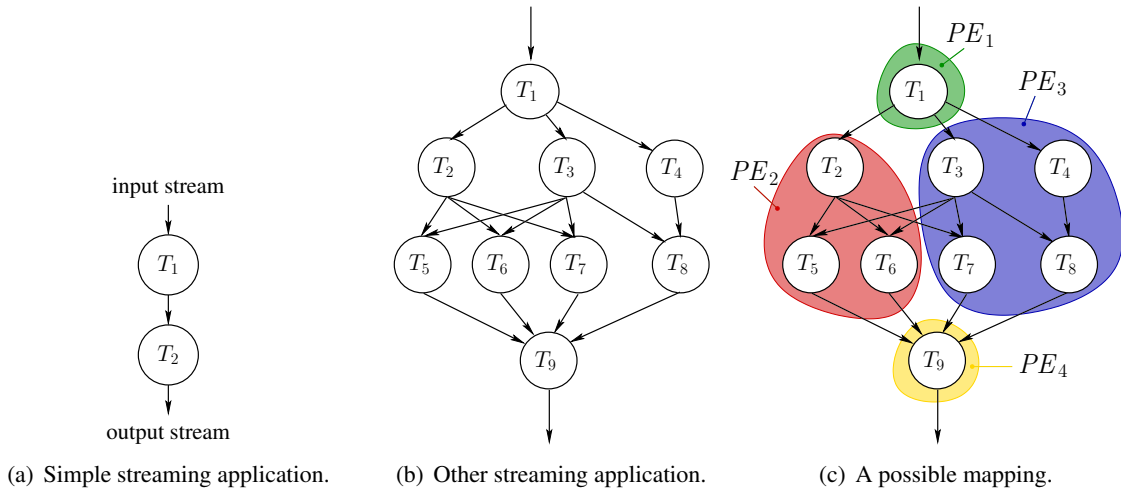 input stream
T1
T2
output stream
(a) Simple streaming application.
T1
T2 T3 T4
T5 T6 T7 T8
T9
(b) Other streaming application.
PE1
T1
PE3
PE2
T2 T3 T4
T5 T6 T7 T8
T9
PE4
(c) A possible mapping.